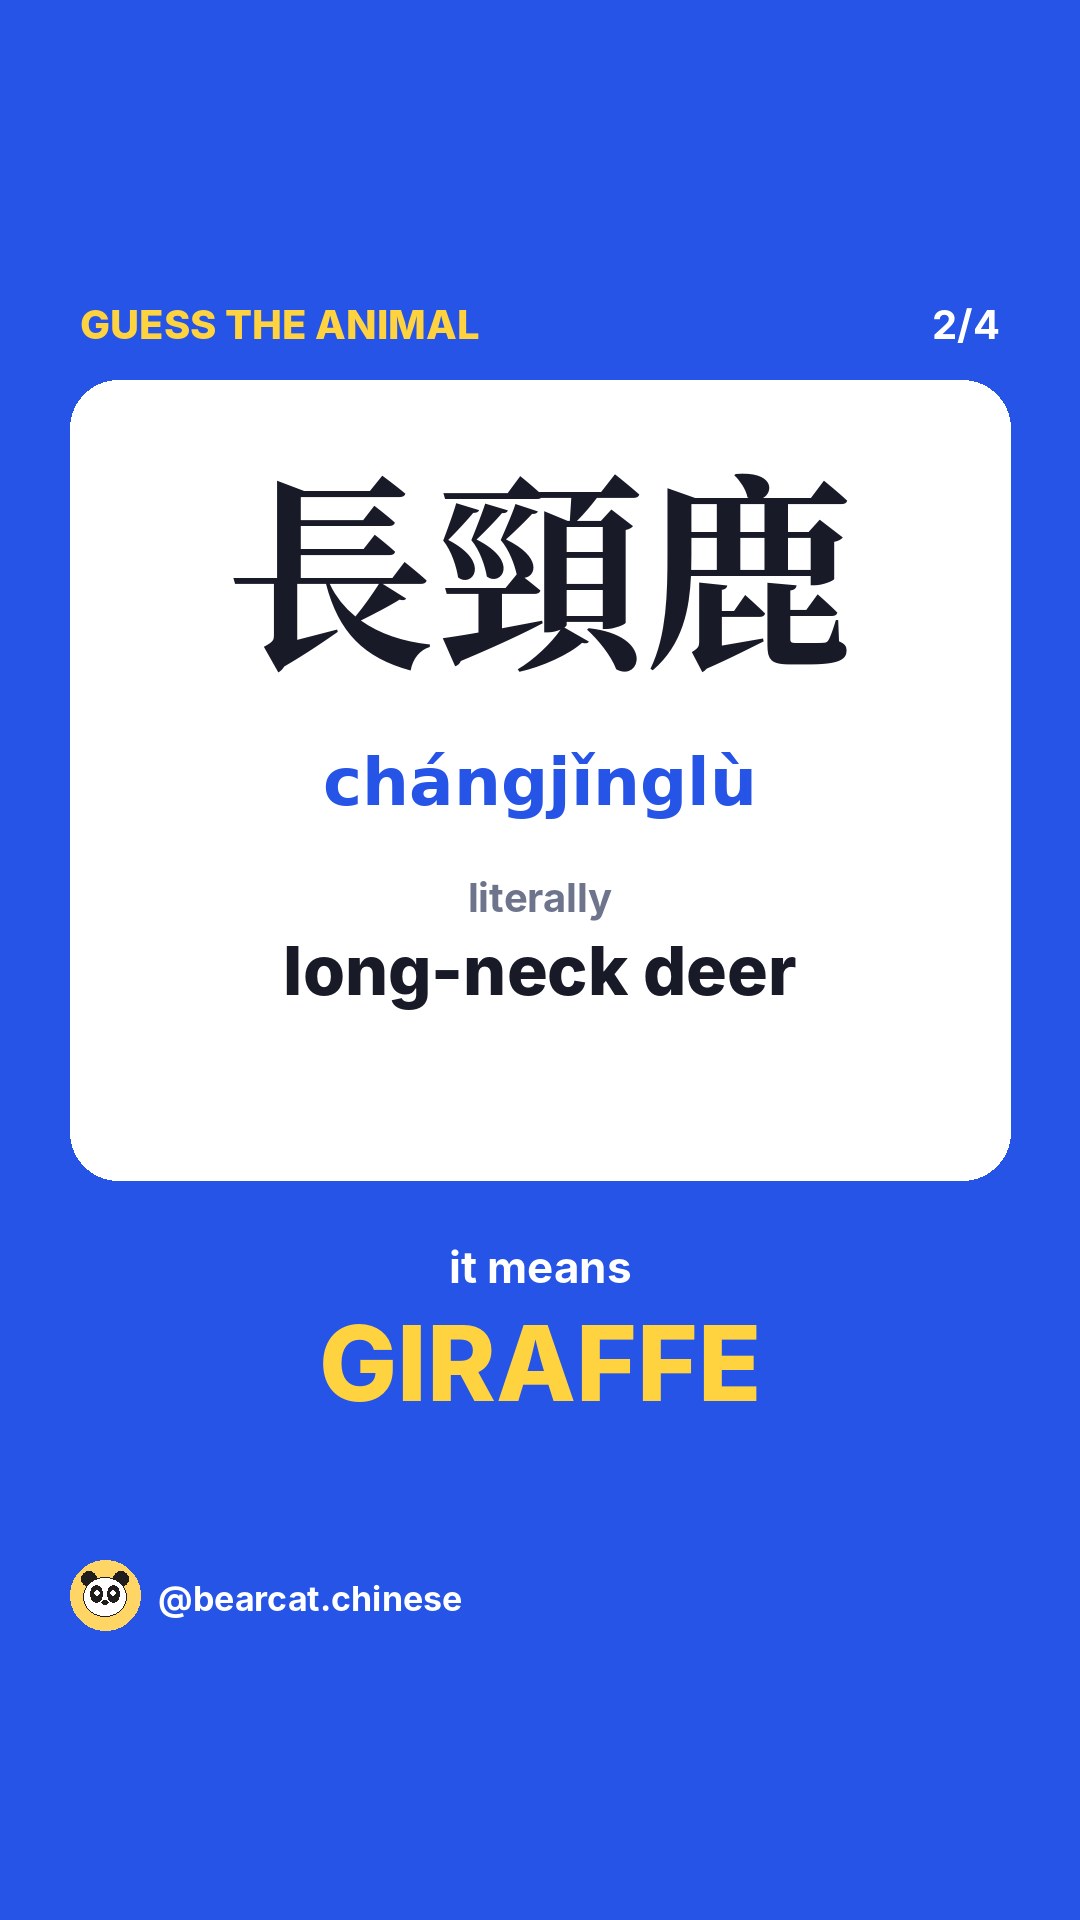 GUESS THE ANIMAL
2/4
長頸鹿
chángjǐnglù
literally
long-neck deer
it means
GIRAFFE
@bearcat.chinese